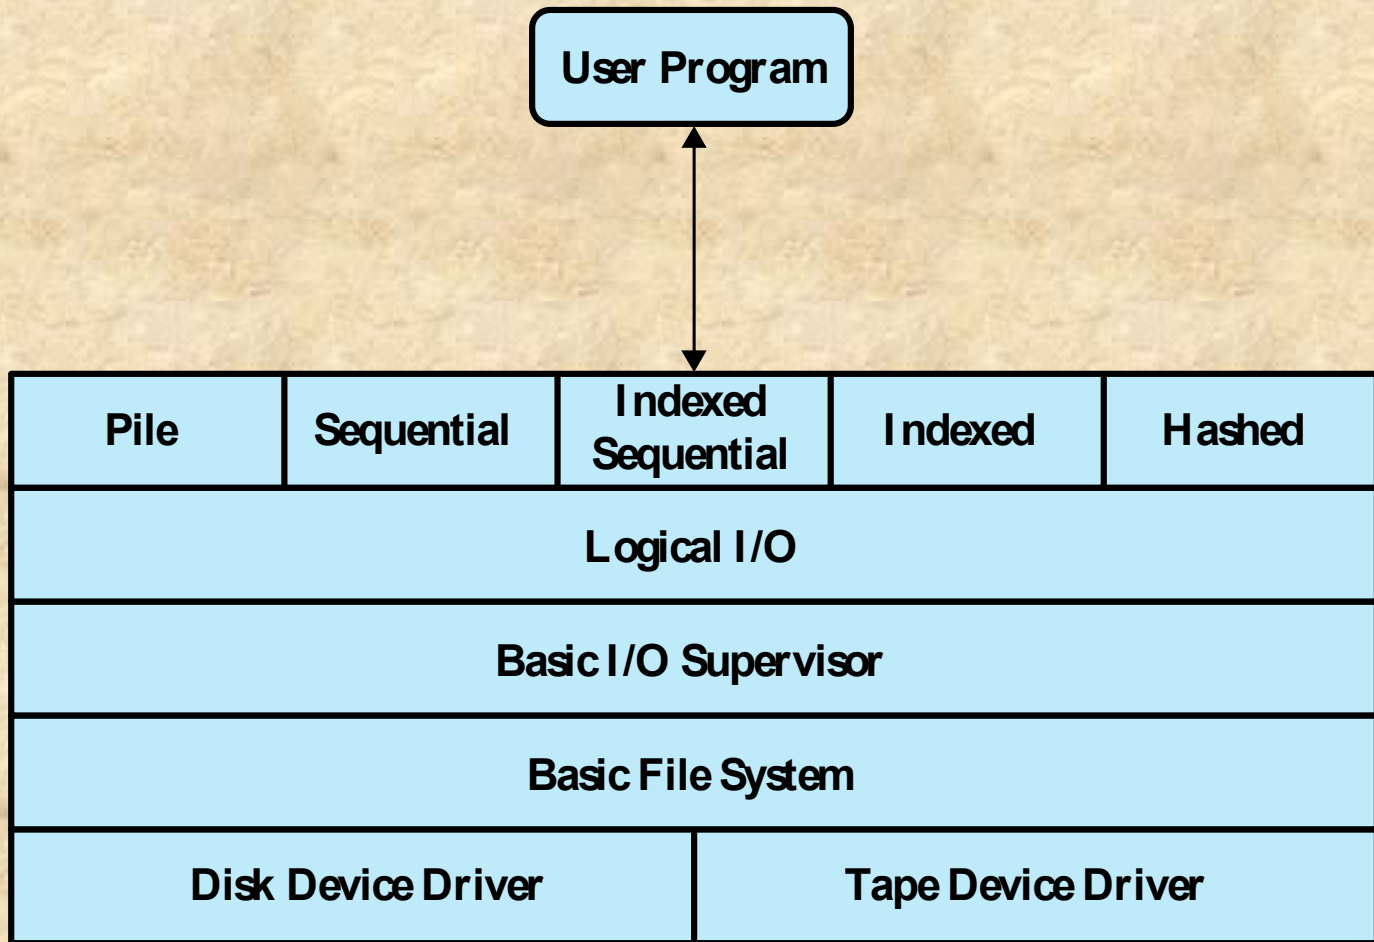 User Program
Pile
Sequential
Indexed
Sequential
Indexed
Hashed
Logical I/O
Basic I/O Supervisor
Basic File System
Disk Device Driver
Tape Device Driver